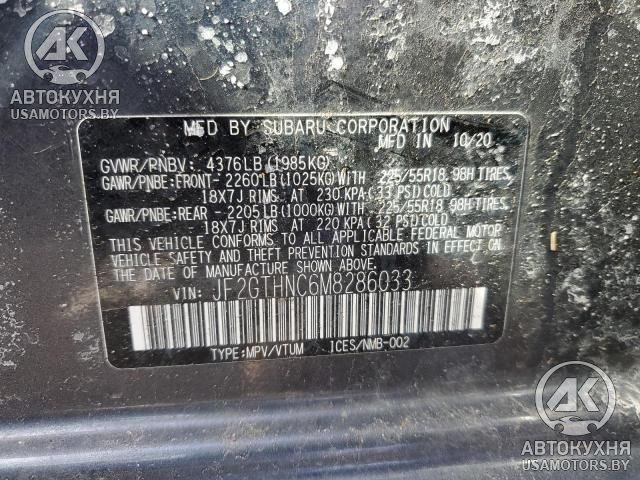 AK
АВТОКУХНЯ
USAMOTORS.BY
MFD BY SUBARU CORPORATION
MFD IN 10/20
GVWR/PNBV: 4376LB(1985KG)
GAWR/PNBE:FRONT-2260LB(1025KG)WITH 225/55R18 98H TIRES,
18X7J RIMS AT 230 KPA(33 PSI)COLD
GAWR/PNBE:REAR -2205LB(1000KG)WITH 225/55R18 98H TIRES,
18X7J RIMS AT 220 KPA(32 PSI)COLD
THIS VEHICLE CONFORMS TO ALL APPLICABLE FEDERAL MOTOR
VEHICLE SAFETY AND THEFT PREVENTION STANDARDS IN EFFECT
ON THE DATE OF MANUFACTURE SHOWN ABOVE.
VIN: JF2GTHNC6M8286033
TYPE:MPV/VTUM ICES/NMB-002
AK
АВТОКУХНЯ
USAMOTORS.BY